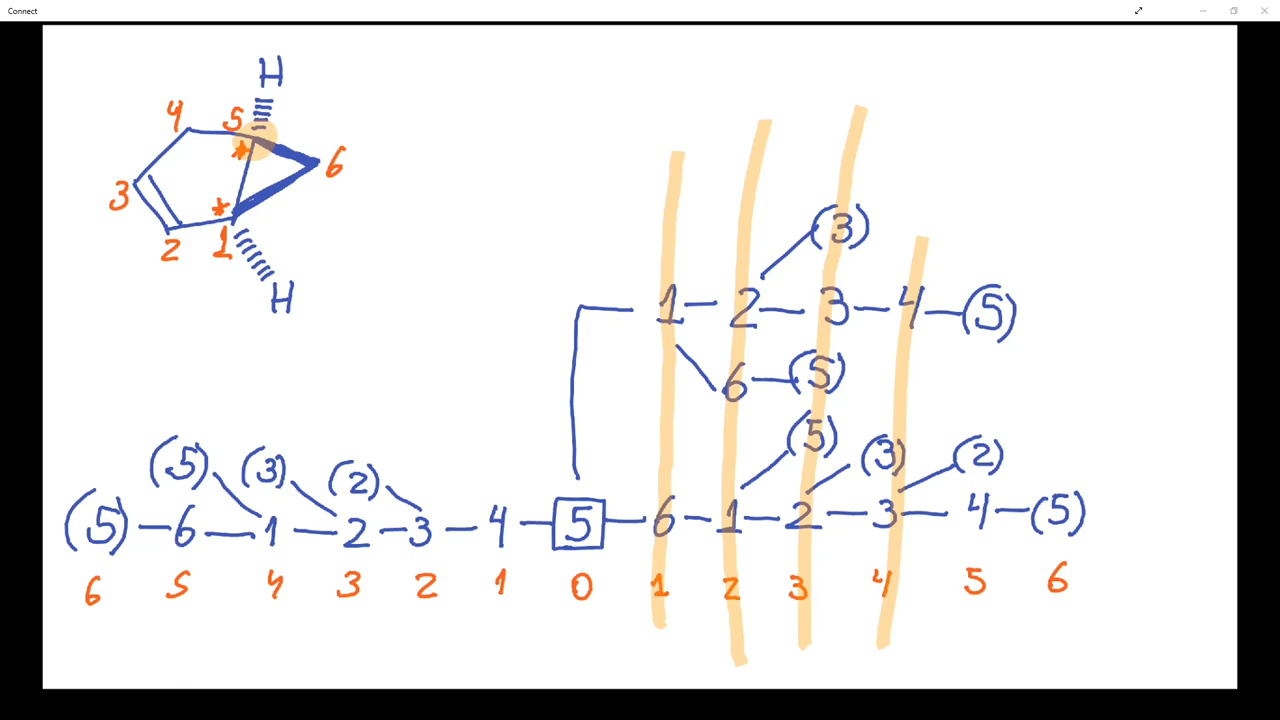 Connect
H
4 5
*
6
3
*
2 1
H
(3)
1 - 2 - 3 - 4 - (5)
6 - (5)
(5)
(5) (3) (2) (3) (2)
(5) - 6 - 1 - 2 - 3 - 4 - 5 - 6 - 1 - 2 - 3 - 4 - (5)
6 5 4 3 2 1 0 1 2 3 4 5 6